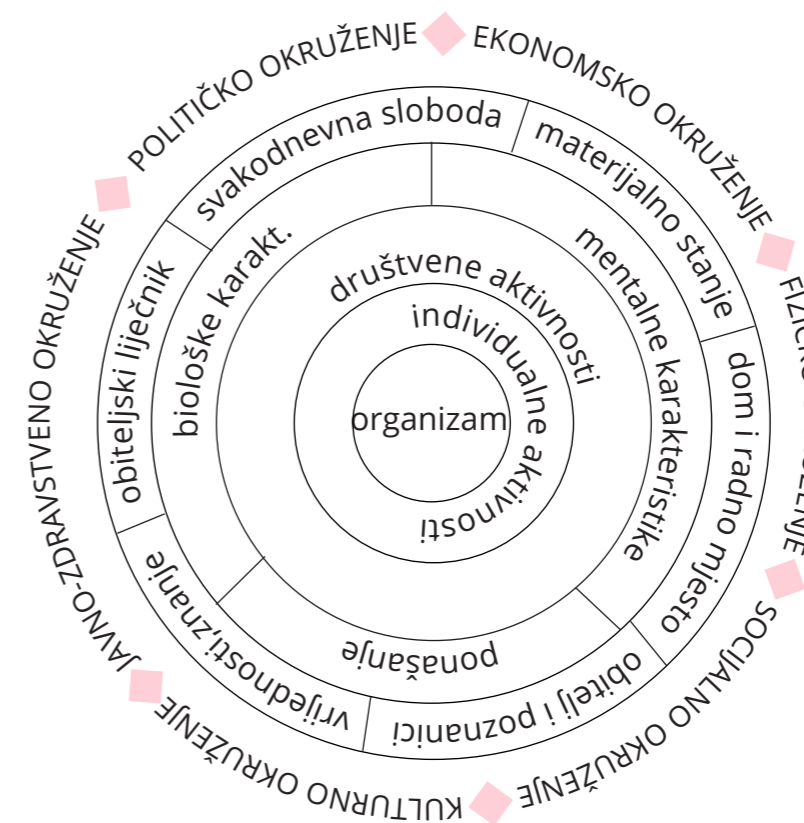 POLITIČKO OKRUŽENJE
EKONOMSKO OKRUŽENJE
SOCIJALNO OKRUŽENJE
KULTURNO OKRUŽENJE
JAVNO-ZDRAVSTVENO OKRUŽENJE
svakodnevna sloboda
materijalno stanje
dom i radno mjesto
obitelj i poznanici
vrijednosti,znanje
obiteljski liječnik
biološke karakt.
mentalne karakteristike
ponašanje
društvene aktivnosti
individualne aktivnosti
organizam